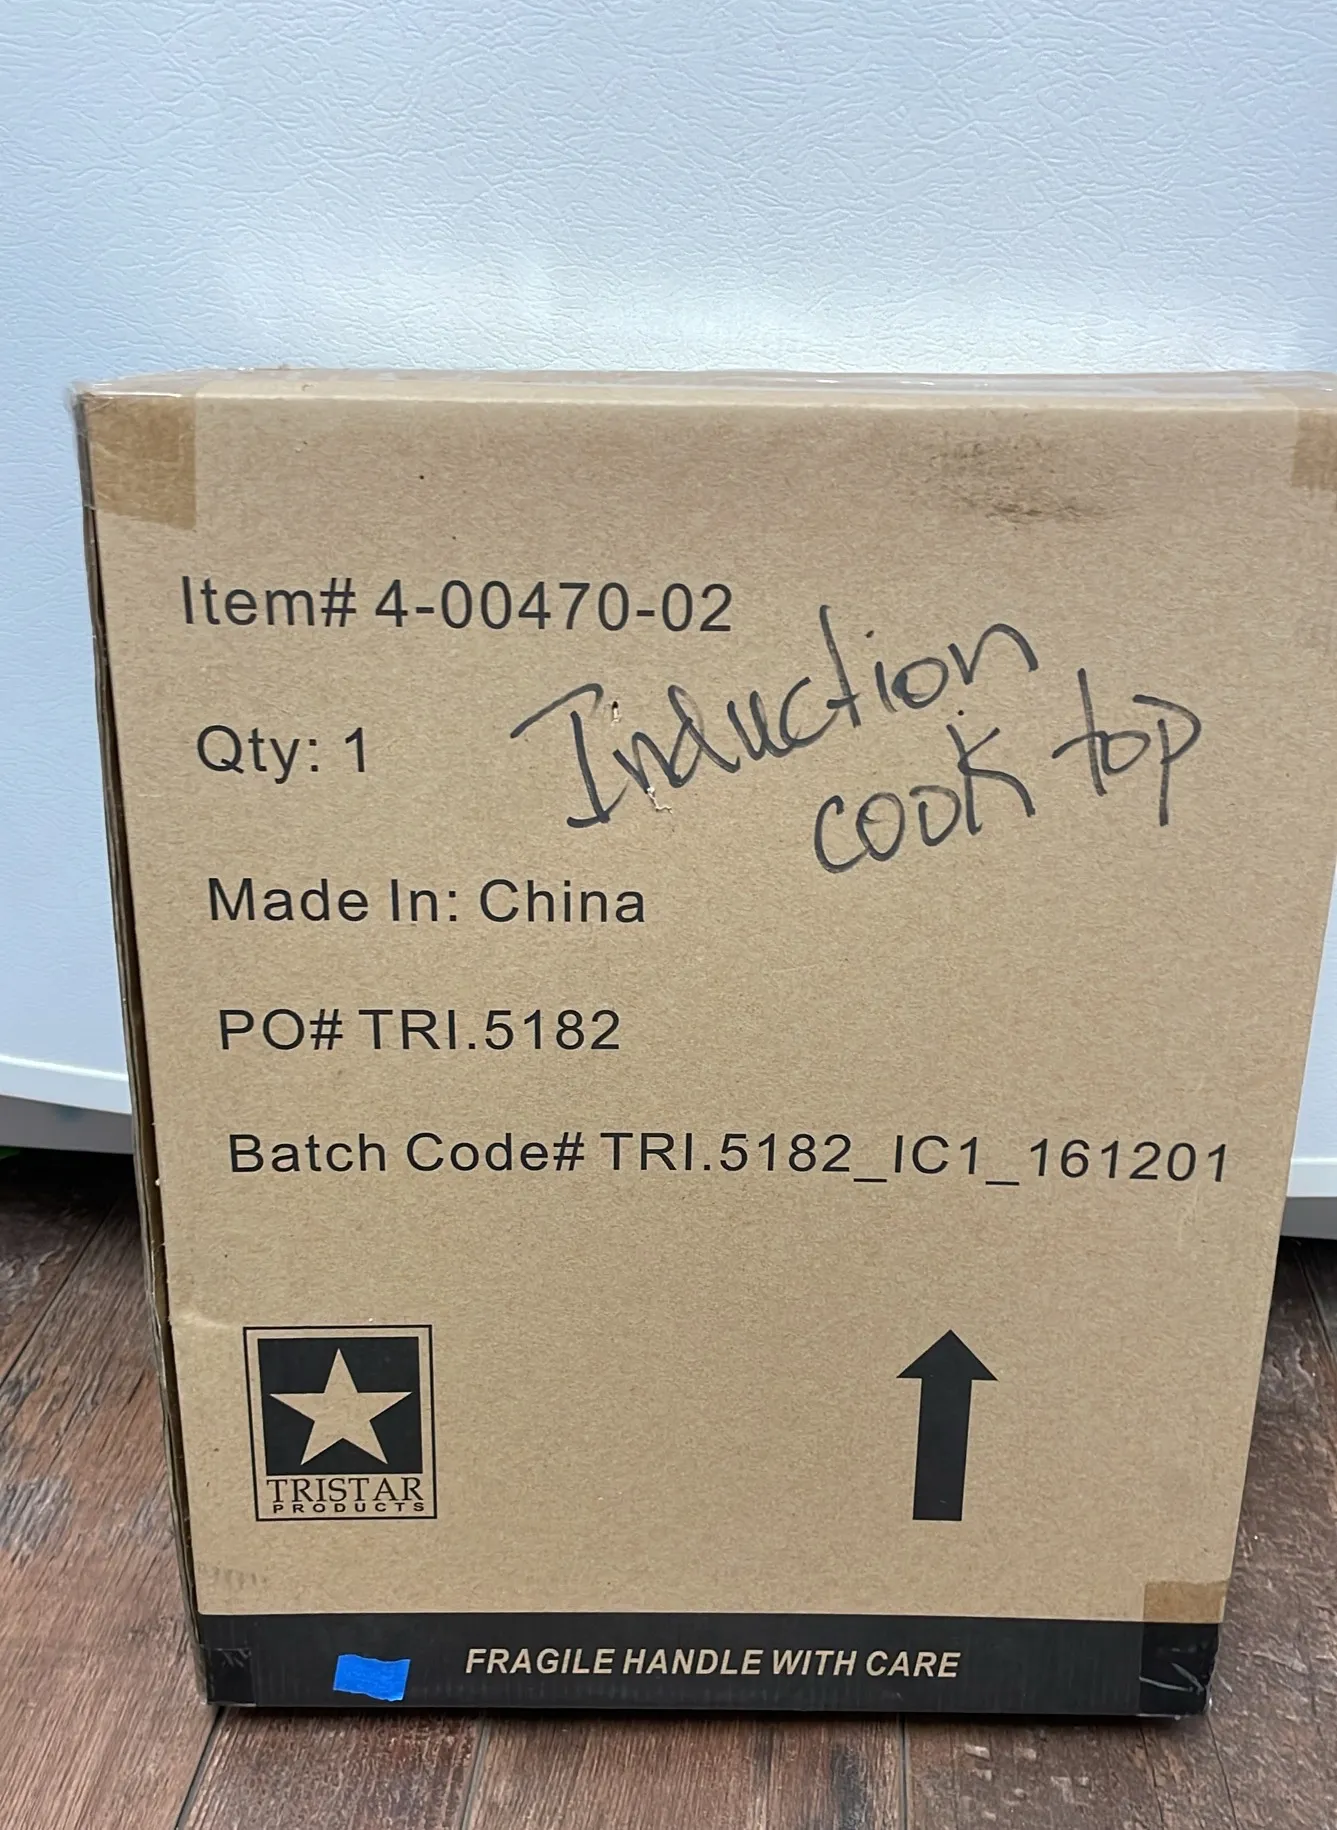 Item# 4-00470-02
Induction
cook top
Qty: 1
Made In: China
PO# TRI.5182
Batch Code# TRI.5182_IC1_161201
TRISTAR
PRODUCTS
FRAGILE HANDLE WITH CARE